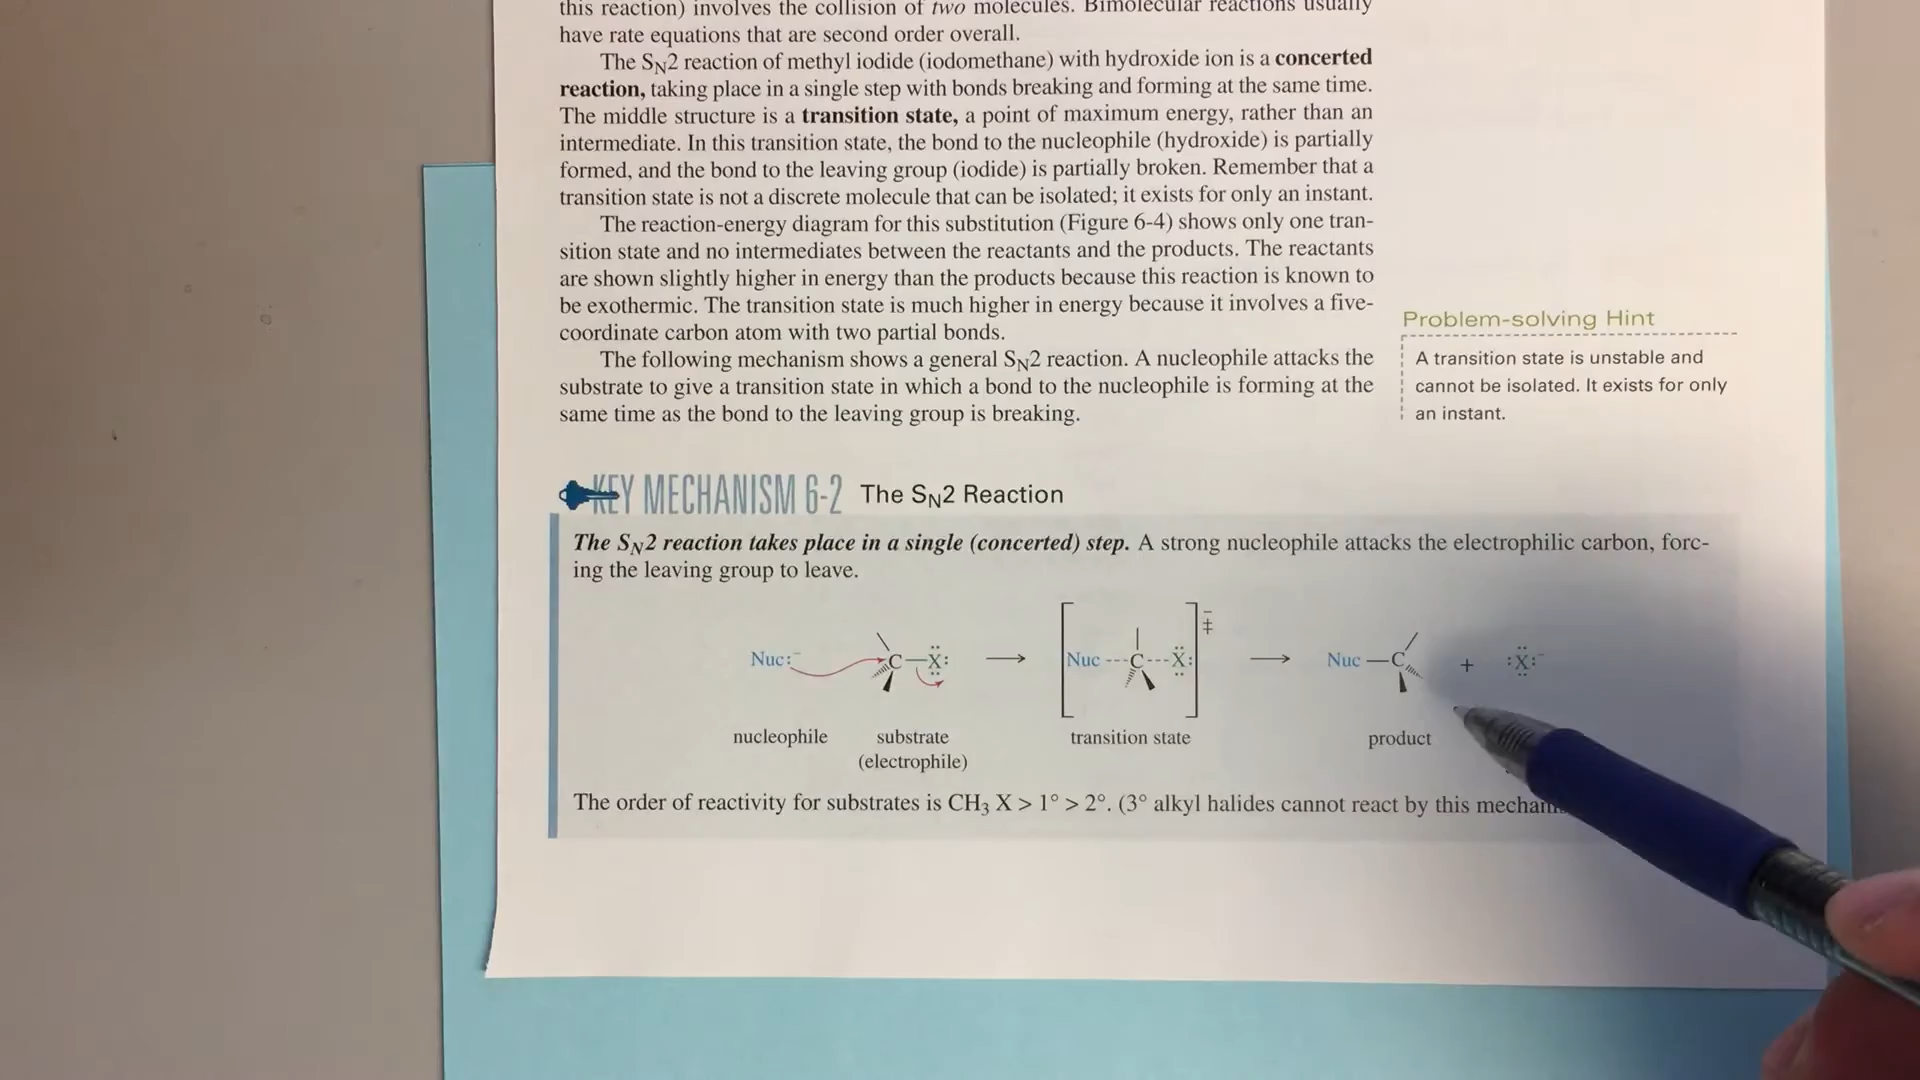 this reaction) involves the collision of two molecules. Bimolecular reactions usually
have rate equations that are second order overall.
The SN2 reaction of methyl iodide (iodomethane) with hydroxide ion is a concerted
reaction, taking place in a single step with bonds breaking and forming at the same time.
The middle structure is a transition state, a point of maximum energy, rather than an
intermediate. In this transition state, the bond to the nucleophile (hydroxide) is partially
formed, and the bond to the leaving group (iodide) is partially broken. Remember that a
transition state is not a discrete molecule that can be isolated; it exists for only an instant.
The reaction-energy diagram for this substitution (Figure 6-4) shows only one tran-
sition state and no intermediates between the reactants and the products. The reactants
are shown slightly higher in energy than the products because this reaction is known to
be exothermic. The transition state is much higher in energy because it involves a five-
coordinate carbon atom with two partial bonds.
The following mechanism shows a general SN2 reaction. A nucleophile attacks the
substrate to give a transition state in which a bond to the nucleophile is forming at the
same time as the bond to the leaving group is breaking.
Problem-solving Hint
A transition state is unstable and
cannot be isolated. It exists for only
an instant.
KEY MECHANISM 6-2 The SN2 Reaction
The SN2 reaction takes place in a single (concerted) step. A strong nucleophile attacks the electrophilic carbon, forc-
ing the leaving group to leave.
Nuc:⁻ C—Ẍ: → [Nuc---C---Ẍ:]‡⁻ → Nuc—C + :Ẍ:⁻
nucleophile substrate transition state product
(electrophile)
The order of reactivity for substrates is CH3 X > 1° > 2°. (3° alkyl halides cannot react by this